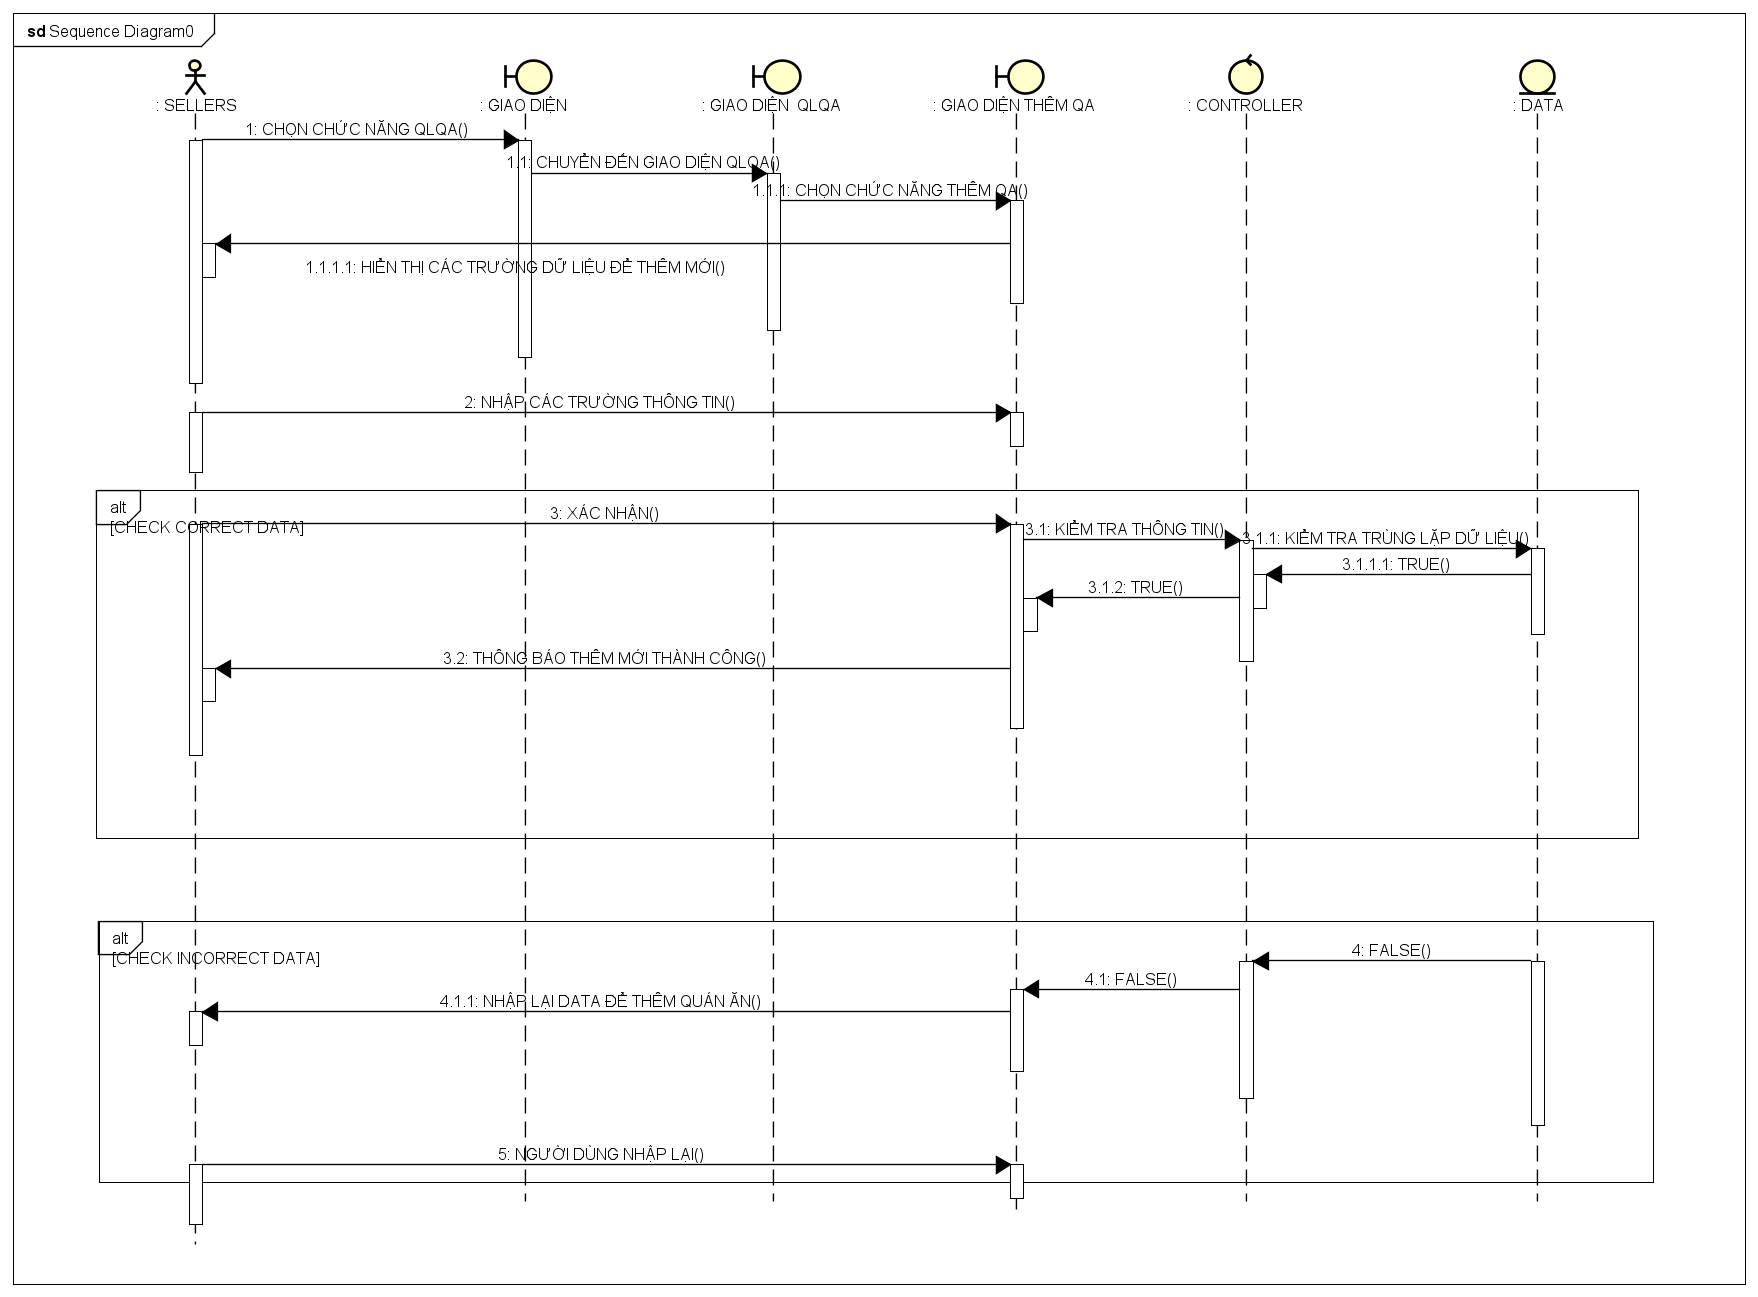 sd Sequence Diagram0
: SELLERS
: GIAO DIỆN
: GIAO DIỆN QLQA
: GIAO DIỆN THÊM QA
: CONTROLLER
: DATA
1: CHỌN CHỨC NĂNG QLQA()
1.1: CHUYỂN ĐẾN GIAO DIỆN QLQA()
1.1.1: CHỌN CHỨC NĂNG THÊM QA()
1.1.1.1: HIỂN THỊ CÁC TRƯỜNG DỮ LIỆU ĐỂ THÊM MỚI()
2: NHẬP CÁC TRƯỜNG THÔNG TIN()
alt
[CHECK CORRECT DATA]
3: XÁC NHẬN()
3.1: KIỂM TRA THÔNG TIN()
3.1.1: KIỂM TRA TRÙNG LẶP DỮ LIỆU()
3.1.1.1: TRUE()
3.1.2: TRUE()
3.2: THÔNG BÁO THÊM MỚI THÀNH CÔNG()
alt
[CHECK INCORRECT DATA]
4: FALSE()
4.1: FALSE()
4.1.1: NHẬP LẠI DATA ĐỂ THÊM QUÁN ĂN()
5: NGƯỜI DÙNG NHẬP LẠI()